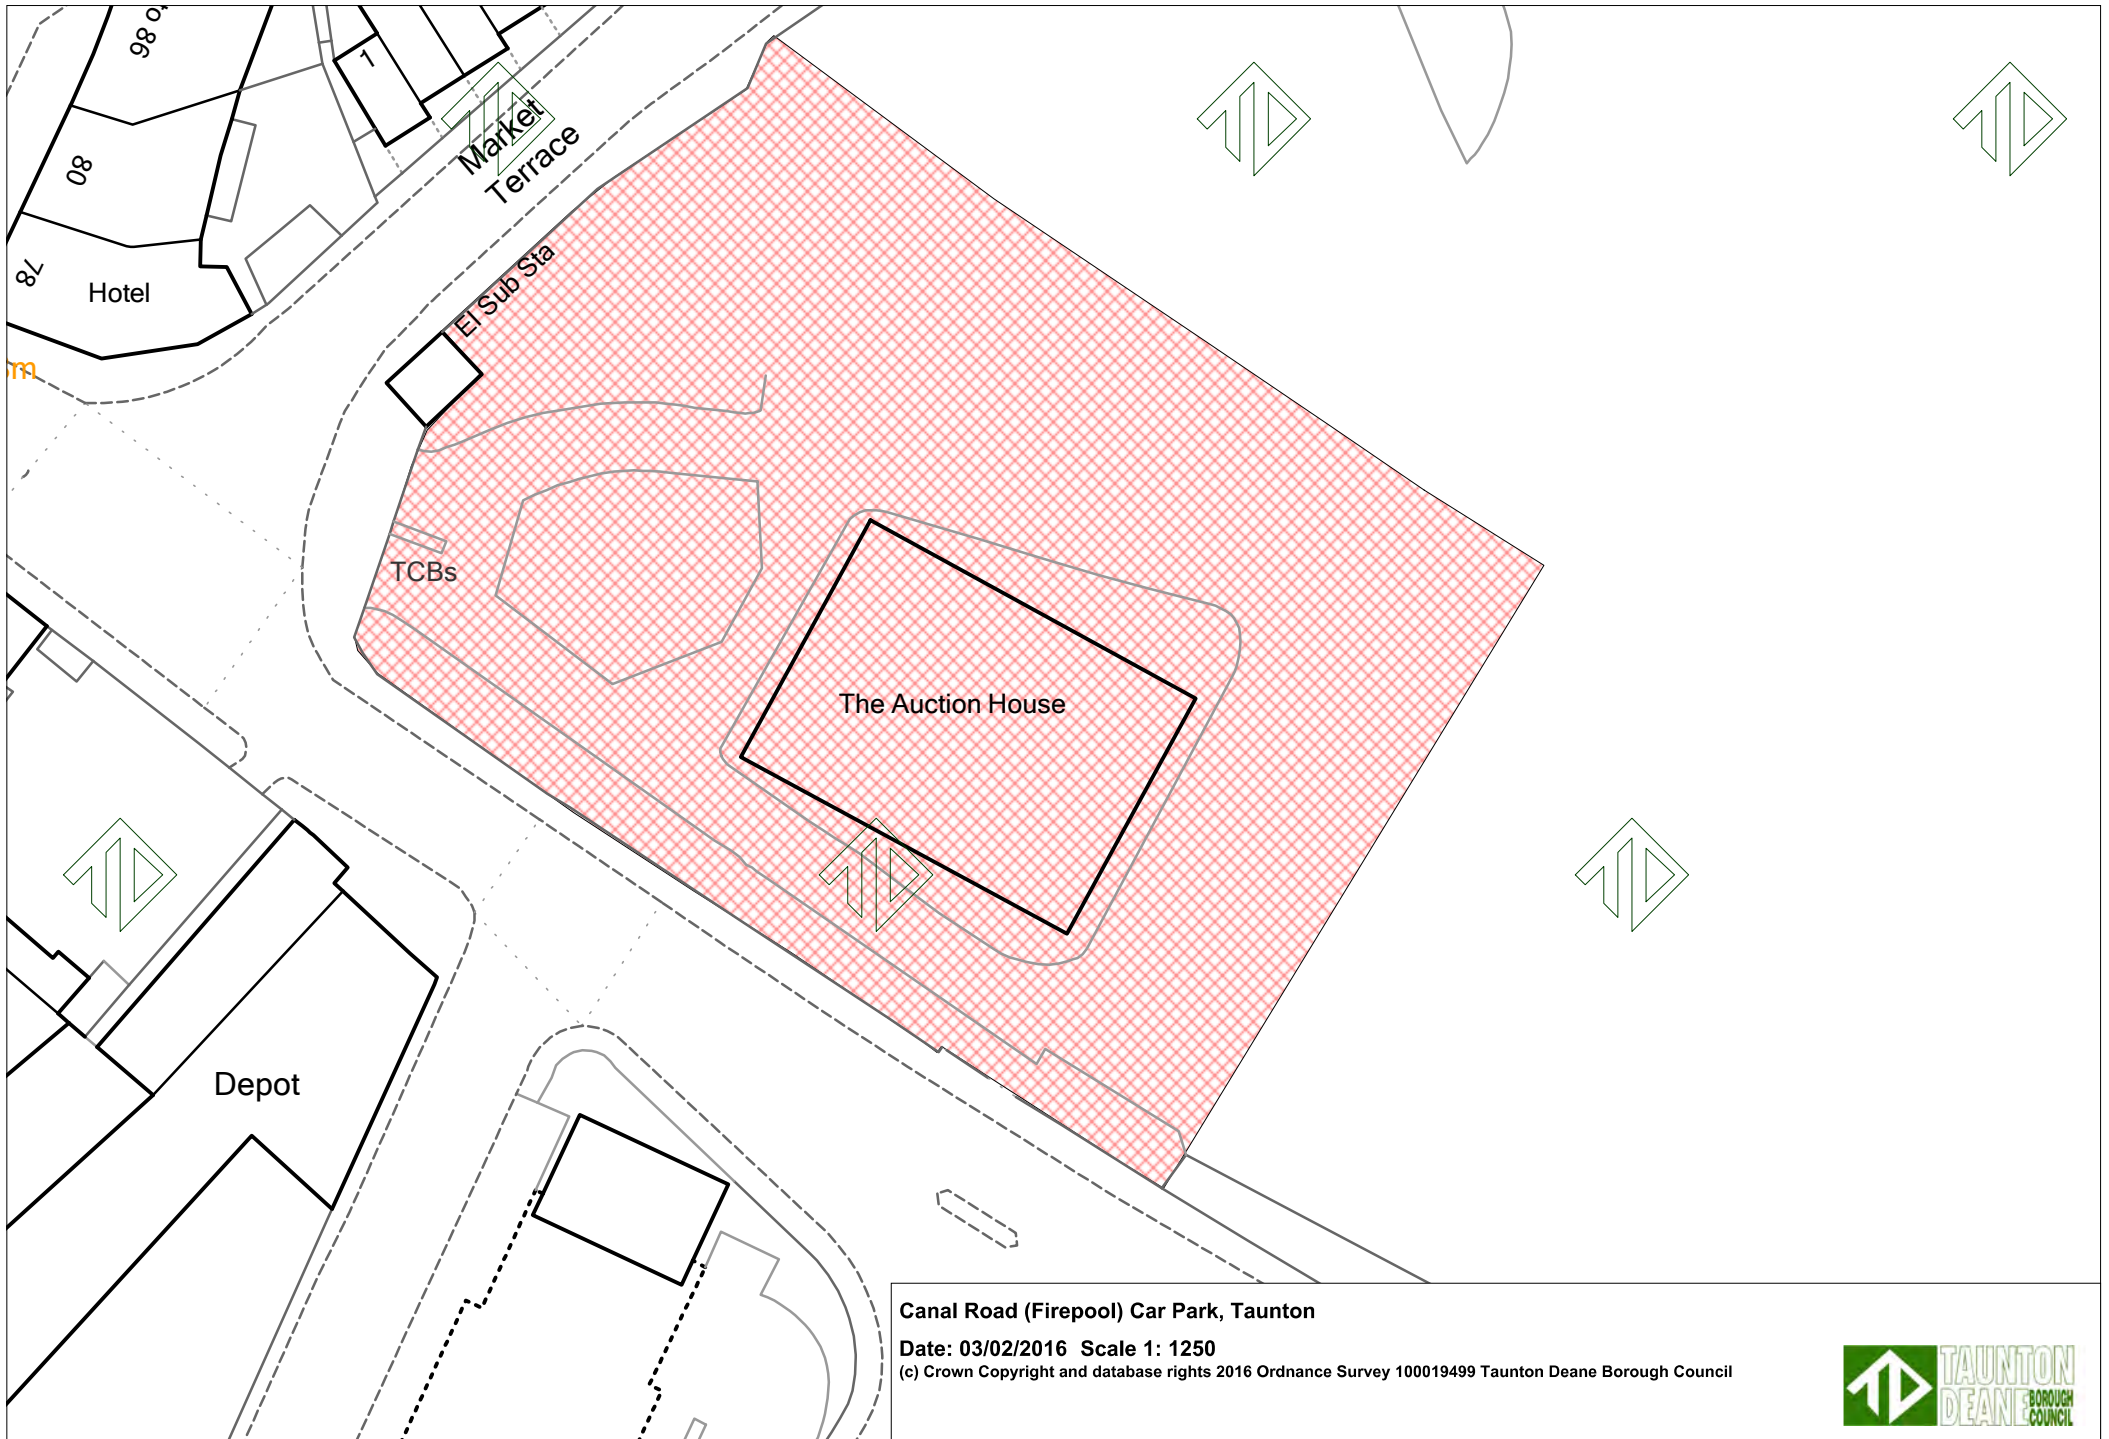 to 86
1
80
78
Hotel
Market
Terrace
El Sub Sta
TCBs
The Auction House
Depot
Canal Road (Firepool) Car Park, Taunton
Date: 03/02/2016 Scale 1: 1250
(c) Crown Copyright and database rights 2016 Ordnance Survey 100019499 Taunton Deane Borough Council
TAUNTON
DEANE BOROUGH
COUNCIL